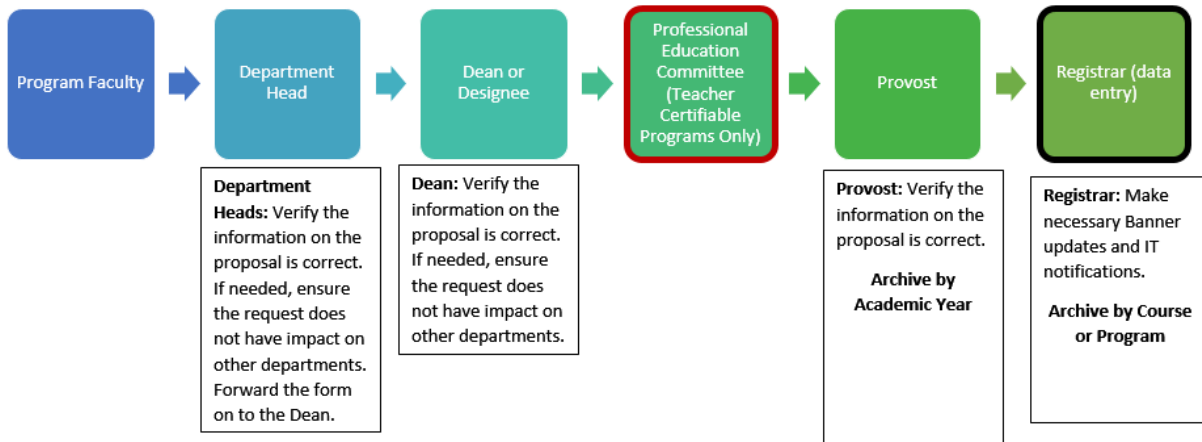 Program Faculty
Department
Head
Dean or
Designee
Professional
Education
Committee
(Teacher
Certifiable
Programs Only)
Provost
Registrar (data
entry)
Department
Heads: Verify the
information on the
proposal is correct.
If needed, ensure
the request does
not have impact on
other departments.
Forward the form
on to the Dean.
Dean: Verify the
information on the
proposal is correct.
If needed, ensure
the request does
not have impact on
other departments.
Provost: Verify the
information on the
proposal is correct.
Archive by
Academic Year
Registrar: Make
necessary Banner
updates and IT
notifications.
Archive by Course
or Program